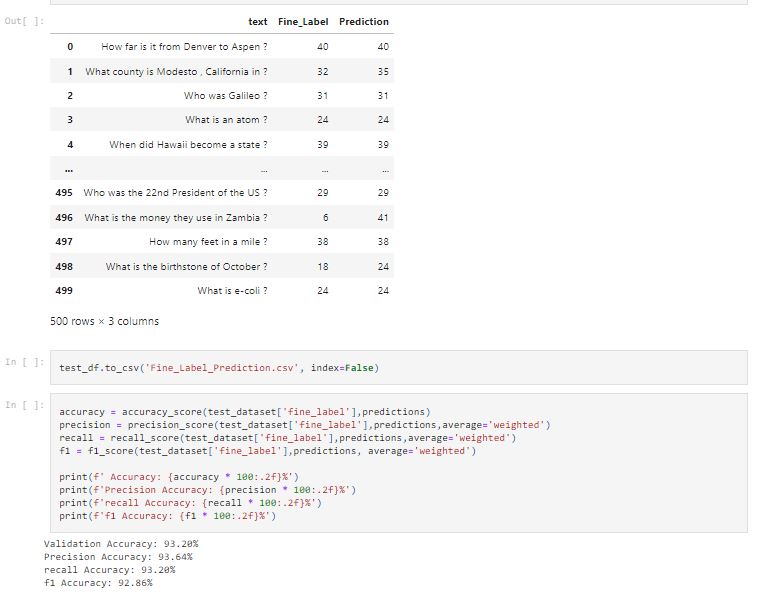 Out[ ]:
text Fine_Label Prediction
0 How far is it from Denver to Aspen ? 40 40
1 What county is Modesto , California in ? 32 35
2 Who was Galileo ? 31 31
3 What is an atom ? 24 24
4 When did Hawaii become a state ? 39 39
... ... ... ...
495 Who was the 22nd President of the US ? 29 29
496 What is the money they use in Zambia ? 6 41
497 How many feet in a mile ? 38 38
498 What is the birthstone of October ? 18 24
499 What is e-coli ? 24 24
500 rows × 3 columns
In [ ]: test_df.to_csv('Fine_Label_Prediction.csv', index=False)
In [ ]:
accuracy = accuracy_score(test_dataset['fine_label'],predictions)
precision = precision_score(test_dataset['fine_label'],predictions,average='weighted')
recall = recall_score(test_dataset['fine_label'],predictions,average='weighted')
f1 = f1_score(test_dataset['fine_label'],predictions, average='weighted')
print(f' Accuracy: {accuracy * 100:.2f}%')
print(f'Precision Accuracy: {precision * 100:.2f}%')
print(f'recall Accuracy: {recall * 100:.2f}%')
print(f'f1 Accuracy: {f1 * 100:.2f}%')
Validation Accuracy: 93.20%
Precision Accuracy: 93.64%
recall Accuracy: 93.20%
f1 Accuracy: 92.86%